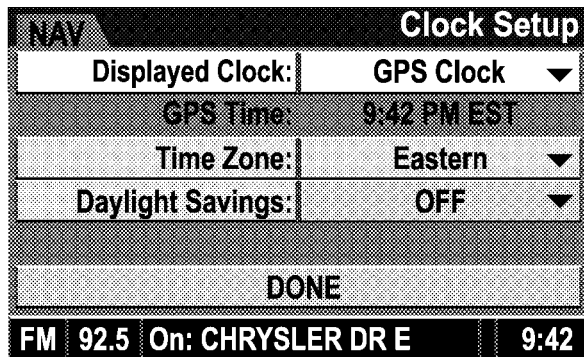 NAV Clock Setup
Displayed Clock: GPS Clock
GPS Time: 9:42 PM EST
Time Zone: Eastern
Daylight Savings: OFF
DONE
FM 92.5 On: CHRYSLER DR E 9:42